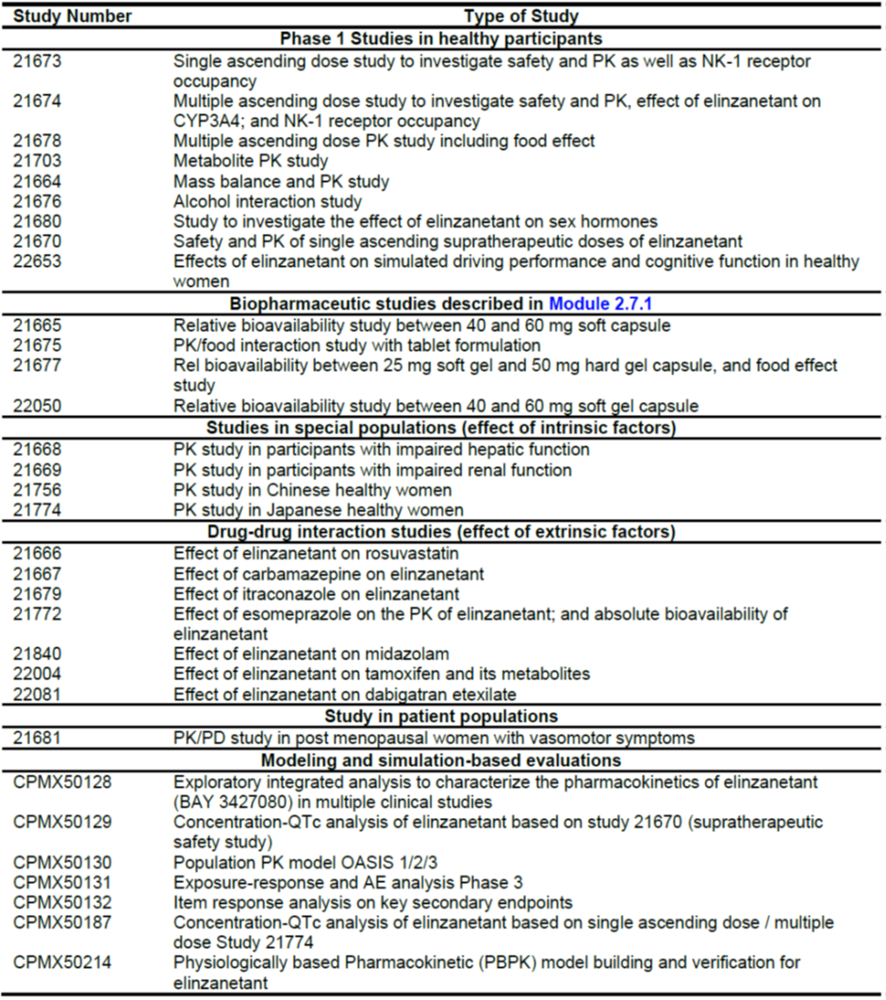 Study Number Type of Study
Phase 1 Studies in healthy participants
21673 Single ascending dose study to investigate safety and PK as well as NK-1 receptor
occupancy
21674 Multiple ascending dose study to investigate safety and PK, effect of elinzanetant on
CYP3A4; and NK-1 receptor occupancy
21678 Multiple ascending dose PK study including food effect
21703 Metabolite PK study
21664 Mass balance and PK study
21676 Alcohol interaction study
21680 Study to investigate the effect of elinzanetant on sex hormones
21670 Safety and PK of single ascending supratherapeutic doses of elinzanetant
22653 Effects of elinzanetant on simulated driving performance and cognitive function in healthy
women
Biopharmaceutic studies described in Module 2.7.1
21665 Relative bioavailability study between 40 and 60 mg soft capsule
21675 PK/food interaction study with tablet formulation
21677 Rel bioavailability between 25 mg soft gel and 50 mg hard gel capsule, and food effect
study
22050 Relative bioavailability study between 40 and 60 mg soft gel capsule
Studies in special populations (effect of intrinsic factors)
21668 PK study in participants with impaired hepatic function
21669 PK study in participants with impaired renal function
21756 PK study in Chinese healthy women
21774 PK study in Japanese healthy women
Drug-drug interaction studies (effect of extrinsic factors)
21666 Effect of elinzanetant on rosuvastatin
21667 Effect of carbamazepine on elinzanetant
21679 Effect of itraconazole on elinzanetant
21772 Effect of esomeprazole on the PK of elinzanetant; and absolute bioavailability of
elinzanetant
21840 Effect of elinzanetant on midazolam
22004 Effect of elinzanetant on tamoxifen and its metabolites
22081 Effect of elinzanetant on dabigatran etexilate
Study in patient populations
21681 PK/PD study in post menopausal women with vasomotor symptoms
Modeling and simulation-based evaluations
CPMX50128 Exploratory integrated analysis to characterize the pharmacokinetics of elinzanetant
(BAY 3427080) in multiple clinical studies
CPMX50129 Concentration-QTc analysis of elinzanetant based on study 21670 (supratherapeutic
safety study)
CPMX50130 Population PK model OASIS 1/2/3
CPMX50131 Exposure-response and AE analysis Phase 3
CPMX50132 Item response analysis on key secondary endpoints
CPMX50187 Concentration-QTc analysis of elinzanetant based on single ascending dose / multiple
dose Study 21774
CPMX50214 Physiologically based Pharmacokinetic (PBPK) model building and verification for
elinzanetant